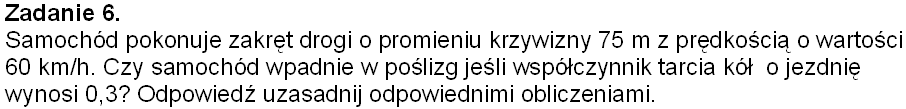 Zadanie 6.
Samochód pokonuje zakręt drogi o promieniu krzywizny 75 m z prędkością o wartości
60 km/h. Czy samochód wpadnie w poślizg jeśli współczynnik tarcia kół o jezdnię
wynosi 0,3? Odpowiedź uzasadnij odpowiednimi obliczeniami.